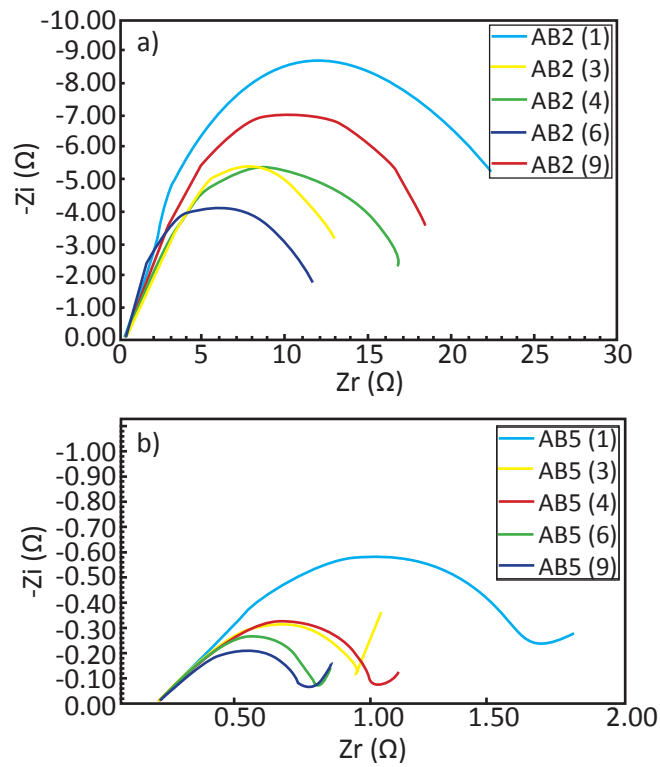 -10.00
a)
-9.00
-8.00
-7.00
-6.00
-5.00
-4.00
-3.00
-2.00
-1.00
0.00
-Zi (Ω)
AB2 (1)
AB2 (3)
AB2 (4)
AB2 (6)
AB2 (9)
0 5 10 15 20 25 30
Zr (Ω)
b)
-1.00
-0.90
-0.80
-0.70
-0.60
-0.50
-0.40
-0.30
-0.20
-0.10
0.00
-Zi (Ω)
AB5 (1)
AB5 (3)
AB5 (4)
AB5 (6)
AB5 (9)
0.50 1.00 1.50 2.00
Zr (Ω)